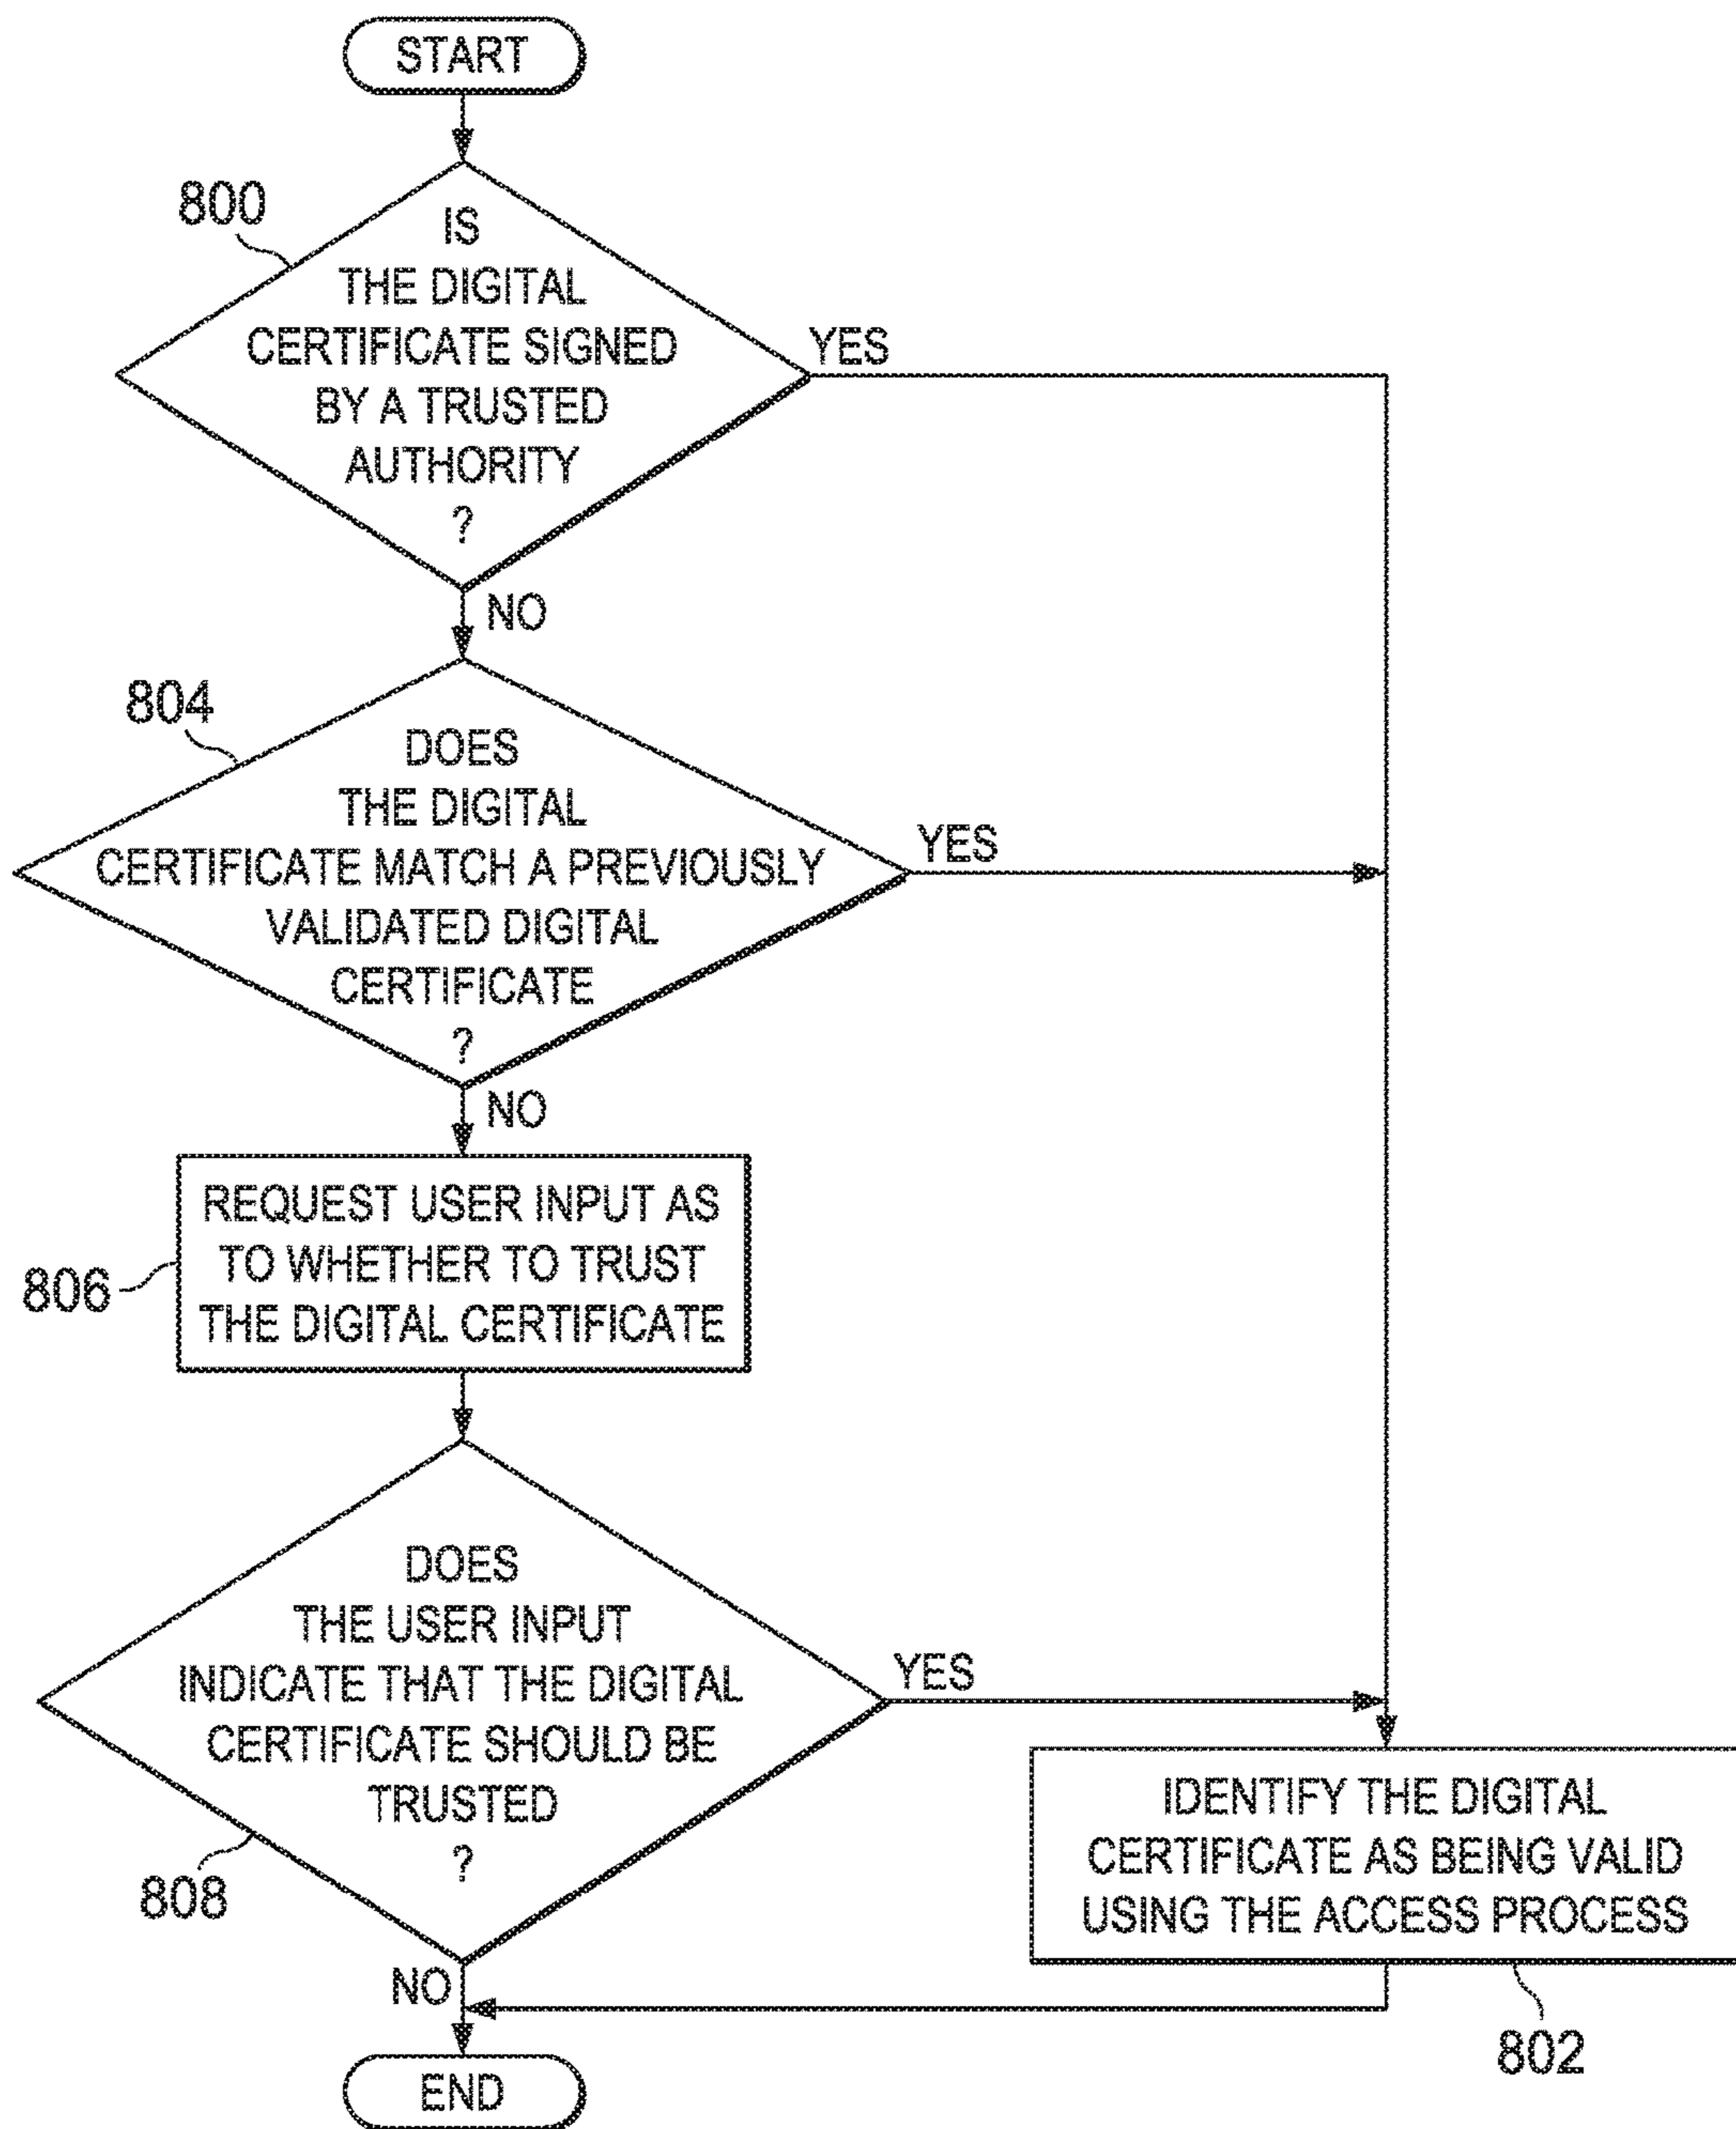 START
800
IS
THE DIGITAL
CERTIFICATE SIGNED
BY A TRUSTED
AUTHORITY
?
YES
NO
804
DOES
THE DIGITAL
CERTIFICATE MATCH A PREVIOUSLY
VALIDATED DIGITAL
CERTIFICATE
?
YES
NO
806
REQUEST USER INPUT AS
TO WHETHER TO TRUST
THE DIGITAL CERTIFICATE
DOES
THE USER INPUT
INDICATE THAT THE DIGITAL
CERTIFICATE SHOULD BE
TRUSTED
?
808
YES
NO
IDENTIFY THE DIGITAL
CERTIFICATE AS BEING VALID
USING THE ACCESS PROCESS
802
END